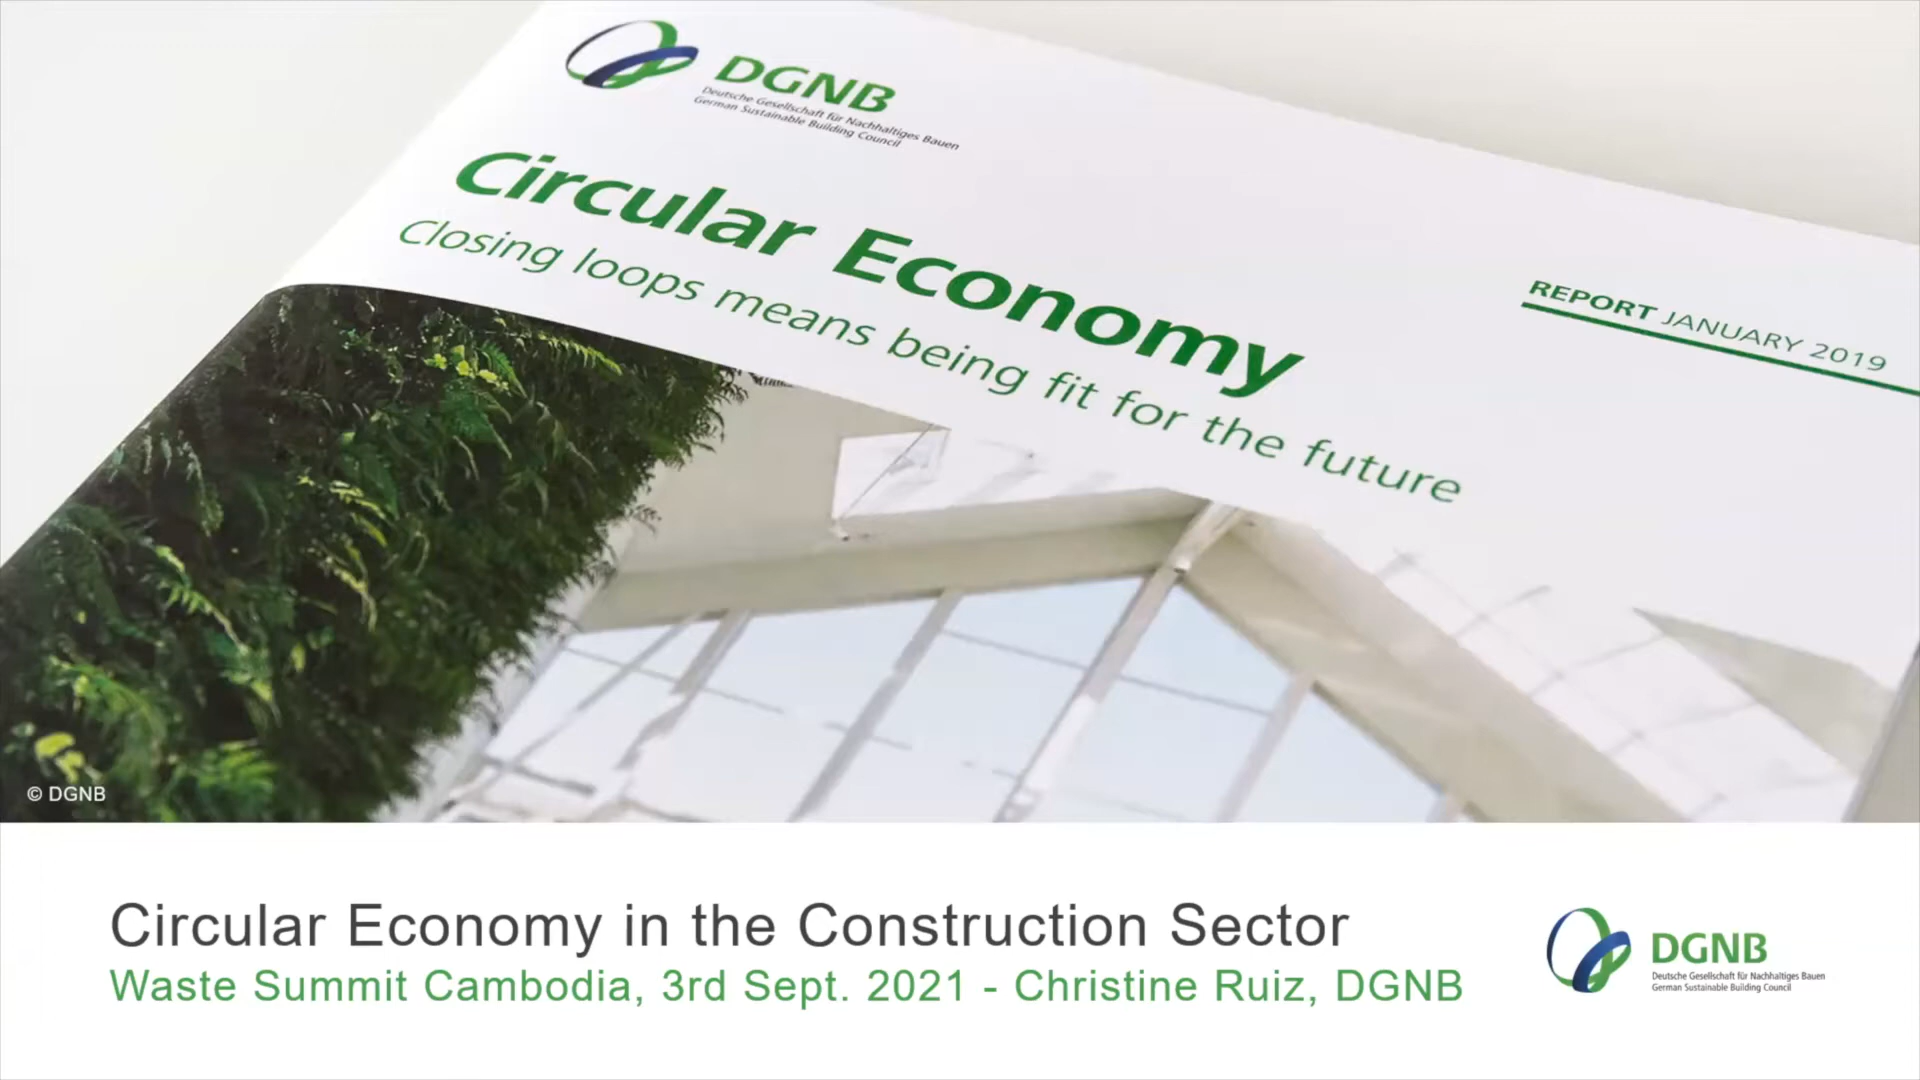 DGNB
Deutsche Gesellschaft für Nachhaltiges Bauen
German Sustainable Building Council
Circular Economy
Closing loops means being fit for the future
REPORT JANUARY 2019
© DGNB
Circular Economy in the Construction Sector
Waste Summit Cambodia, 3rd Sept. 2021 - Christine Ruiz, DGNB
DGNB
Deutsche Gesellschaft für Nachhaltiges Bauen
German Sustainable Building Council